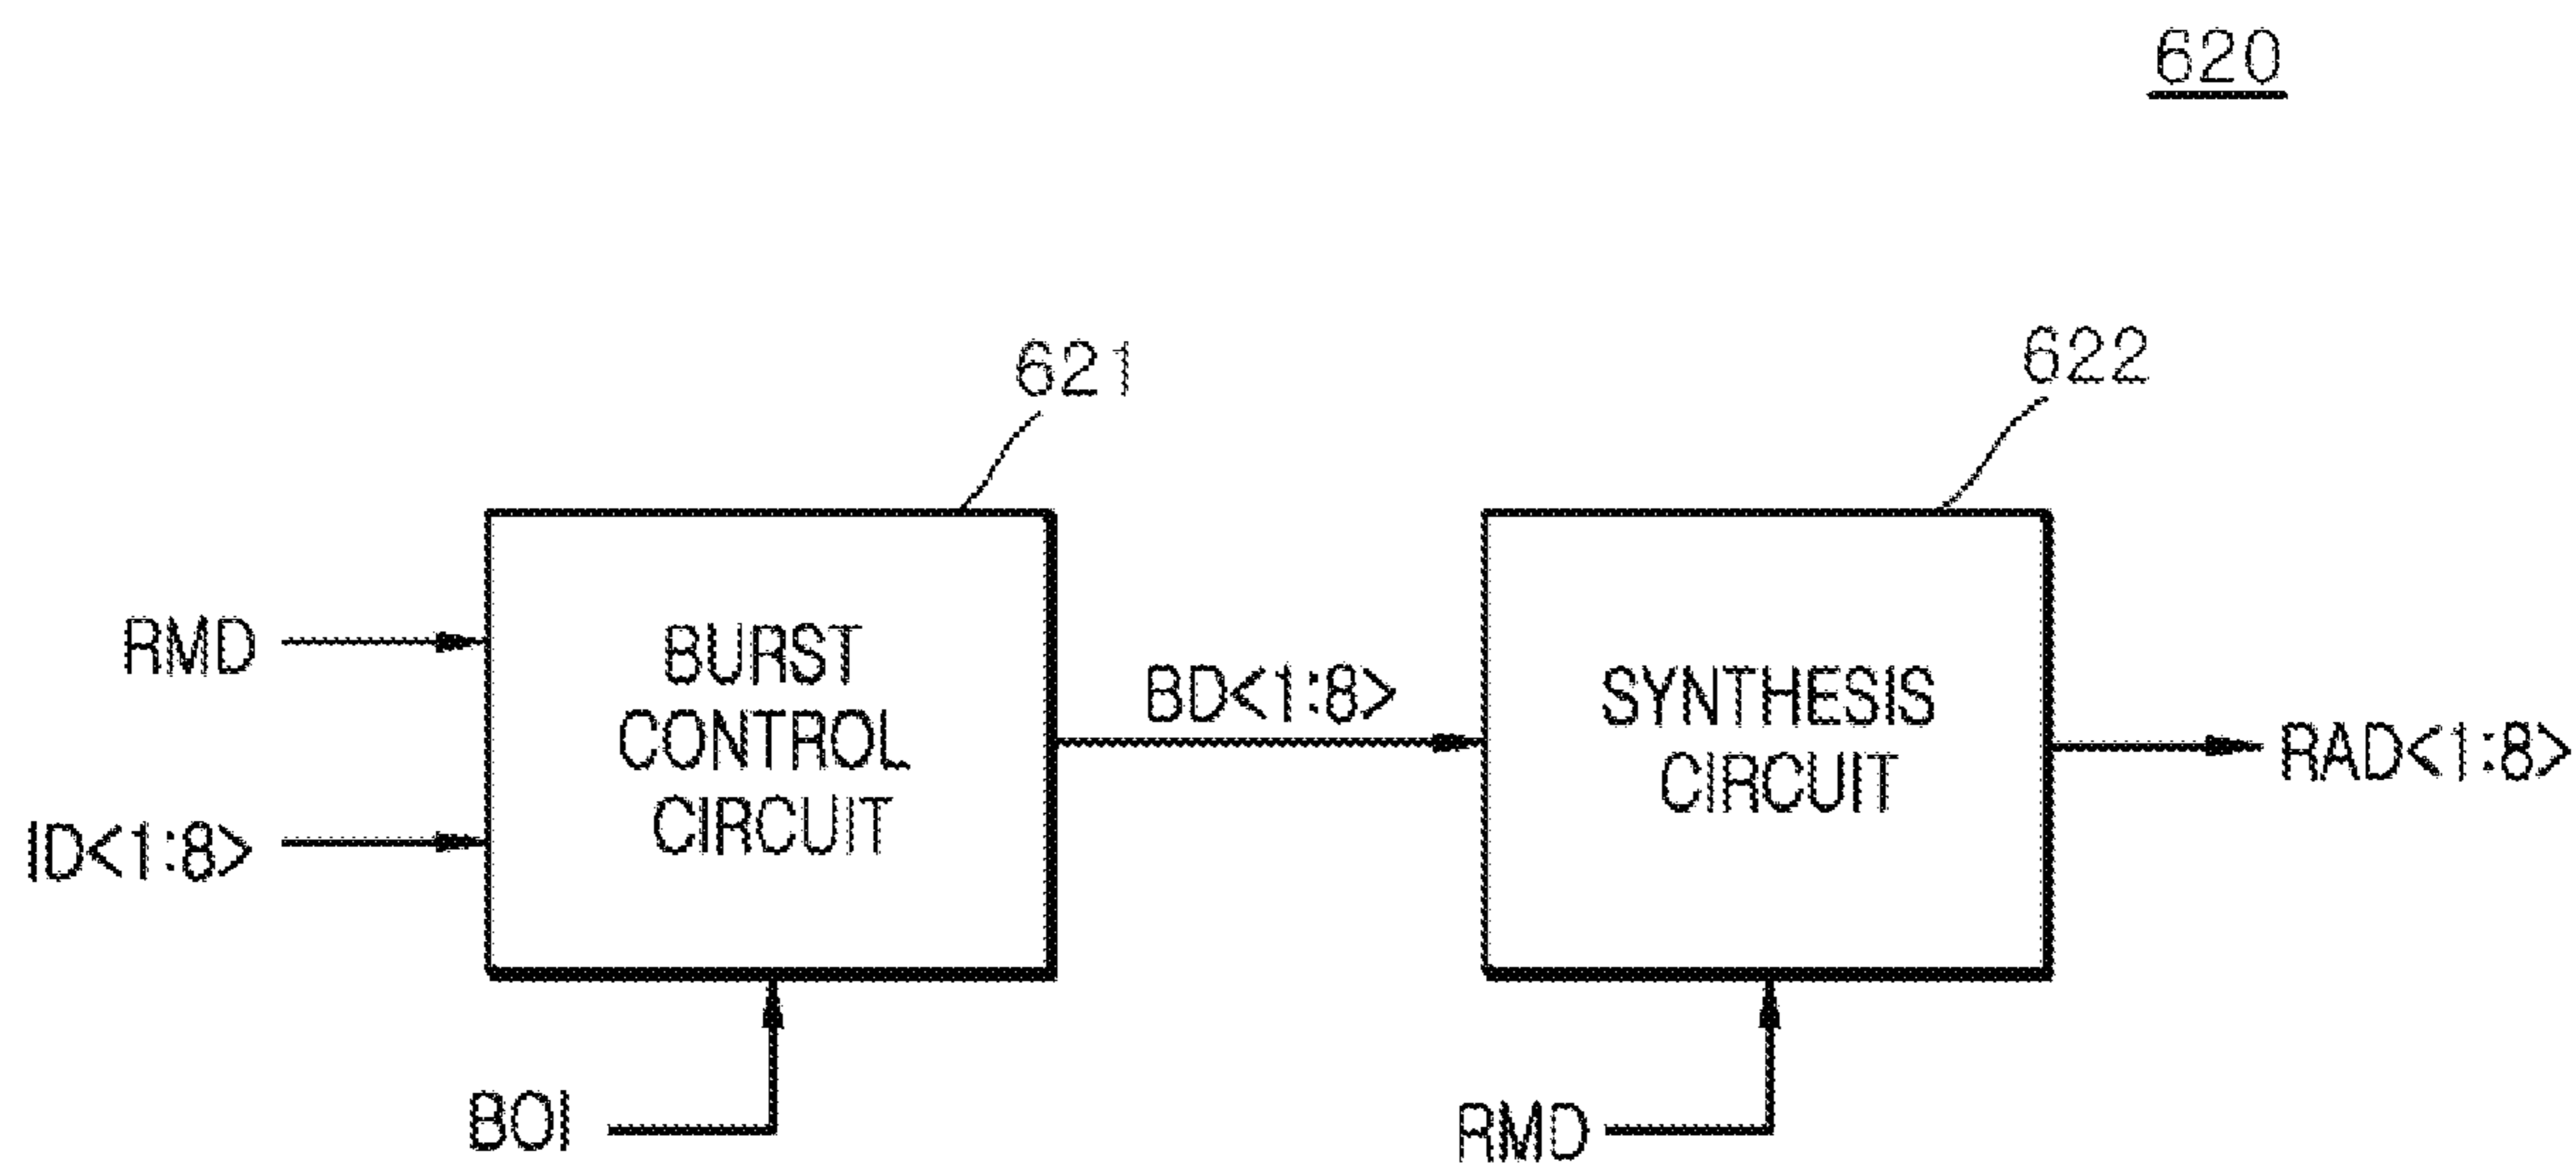 620
621
622
RMD
BURST
CONTROL
CIRCUIT
ID<1:8>
BD<1:8>
SYNTHESIS
CIRCUIT
RAD<1:8>
BOI
RMD